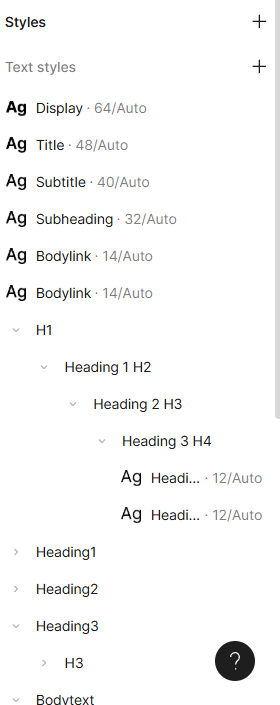 Styles
Text styles
Ag Display · 64/Auto
Ag Title · 48/Auto
Ag Subtitle · 40/Auto
Ag Subheading · 32/Auto
Ag Bodylink · 14/Auto
Ag Bodylink · 14/Auto
H1
Heading 1 H2
Heading 2 H3
Heading 3 H4
Ag Headi... · 12/Auto
Ag Headi... · 12/Auto
Heading1
Heading2
Heading3
H3
?
Bodytext